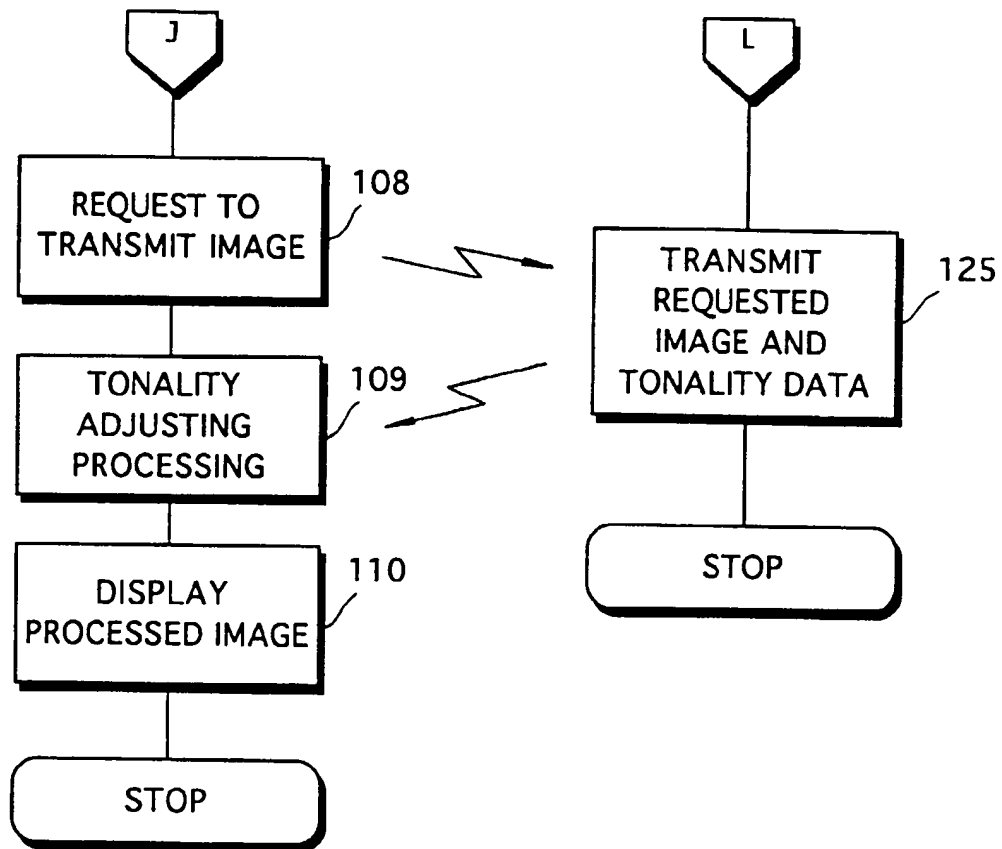 J
REQUEST TO
TRANSMIT IMAGE
108
TONALITY
ADJUSTING
PROCESSING
109
DISPLAY
PROCESSED IMAGE
110
STOP
L
TRANSMIT
REQUESTED
IMAGE AND
TONALITY DATA
125
STOP